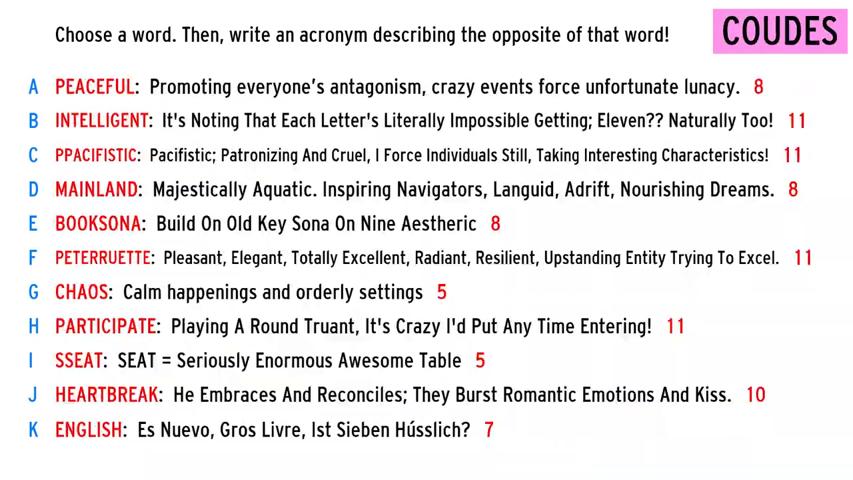 Choose a word. Then, write an acronym describing the opposite of that word!
COUDES
A PEACEFUL: Promoting everyone's antagonism, crazy events force unfortunate lunacy. 8
B INTELLIGENT: It's Noting That Each Letter's Literally Impossible Getting; Eleven?? Naturally Too! 11
C PPACIFISTIC: Pacifistic; Patronizing And Cruel, I Force Individuals Still, Taking Interesting Characteristics! 11
D MAINLAND: Majestically Aquatic. Inspiring Navigators, Languid, Adrift, Nourishing Dreams. 8
E BOOKSONA: Build On Old Key Sona On Nine Aestheric 8
F PETERRUETTE: Pleasant, Elegant, Totally Excellent, Radiant, Resilient, Upstanding Entity Trying To Excel. 11
G CHAOS: Calm happenings and orderly settings 5
H PARTICIPATE: Playing A Round Truant, It's Crazy I'd Put Any Time Entering! 11
I SSEAT: SEAT = Seriously Enormous Awesome Table 5
J HEARTBREAK: He Embraces And Reconciles; They Burst Romantic Emotions And Kiss. 10
K ENGLISH: Es Nuevo, Gros Livre, Ist Sieben Hússlich? 7